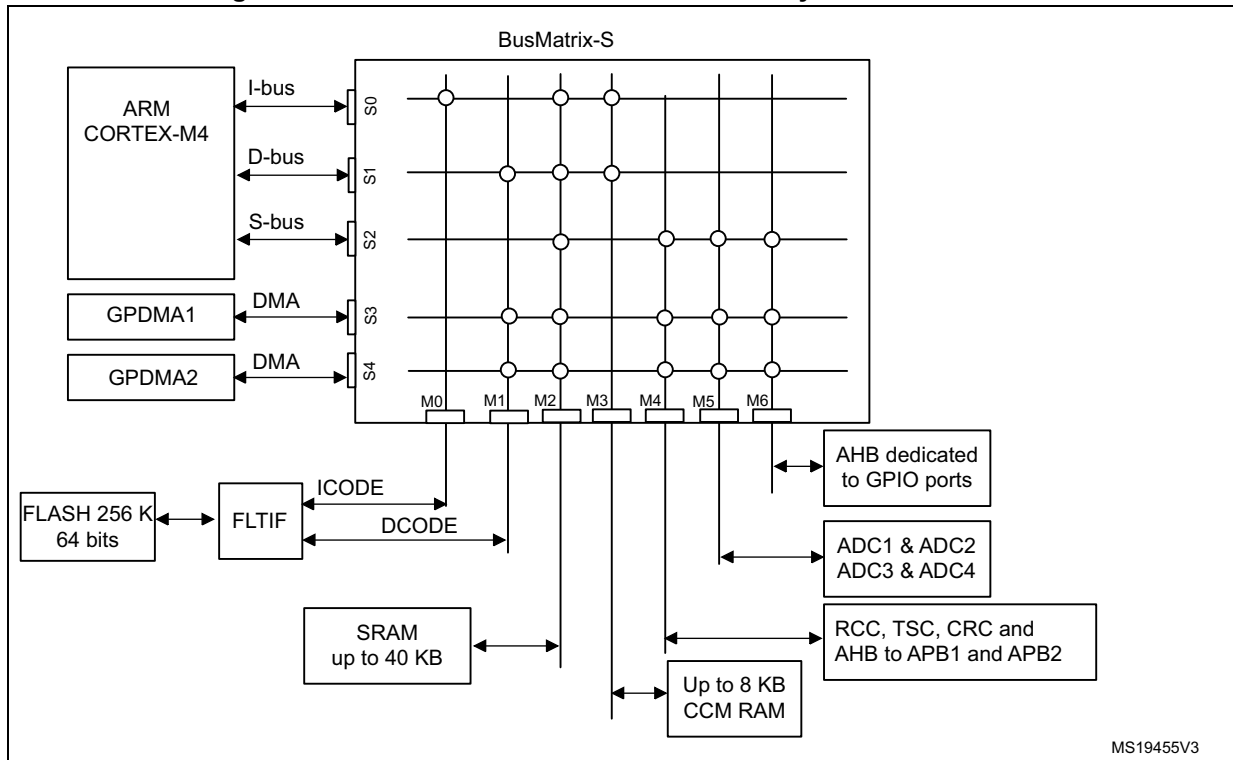 BusMatrix-S
ARM
CORTEX-M4
I-bus
S0
D-bus
S1
S-bus
S2
GPDMA1
DMA
S3
GPDMA2
DMA
S4
M0
M1
M2
M3
M4
M5
M6
AHB dedicated
to GPIO ports
FLASH 256 K
64 bits
FLTIF
ICODE
DCODE
ADC1 & ADC2
ADC3 & ADC4
SRAM
up to 40 KB
RCC, TSC, CRC and
AHB to APB1 and APB2
Up to 8 KB
CCM RAM
MS19455V3